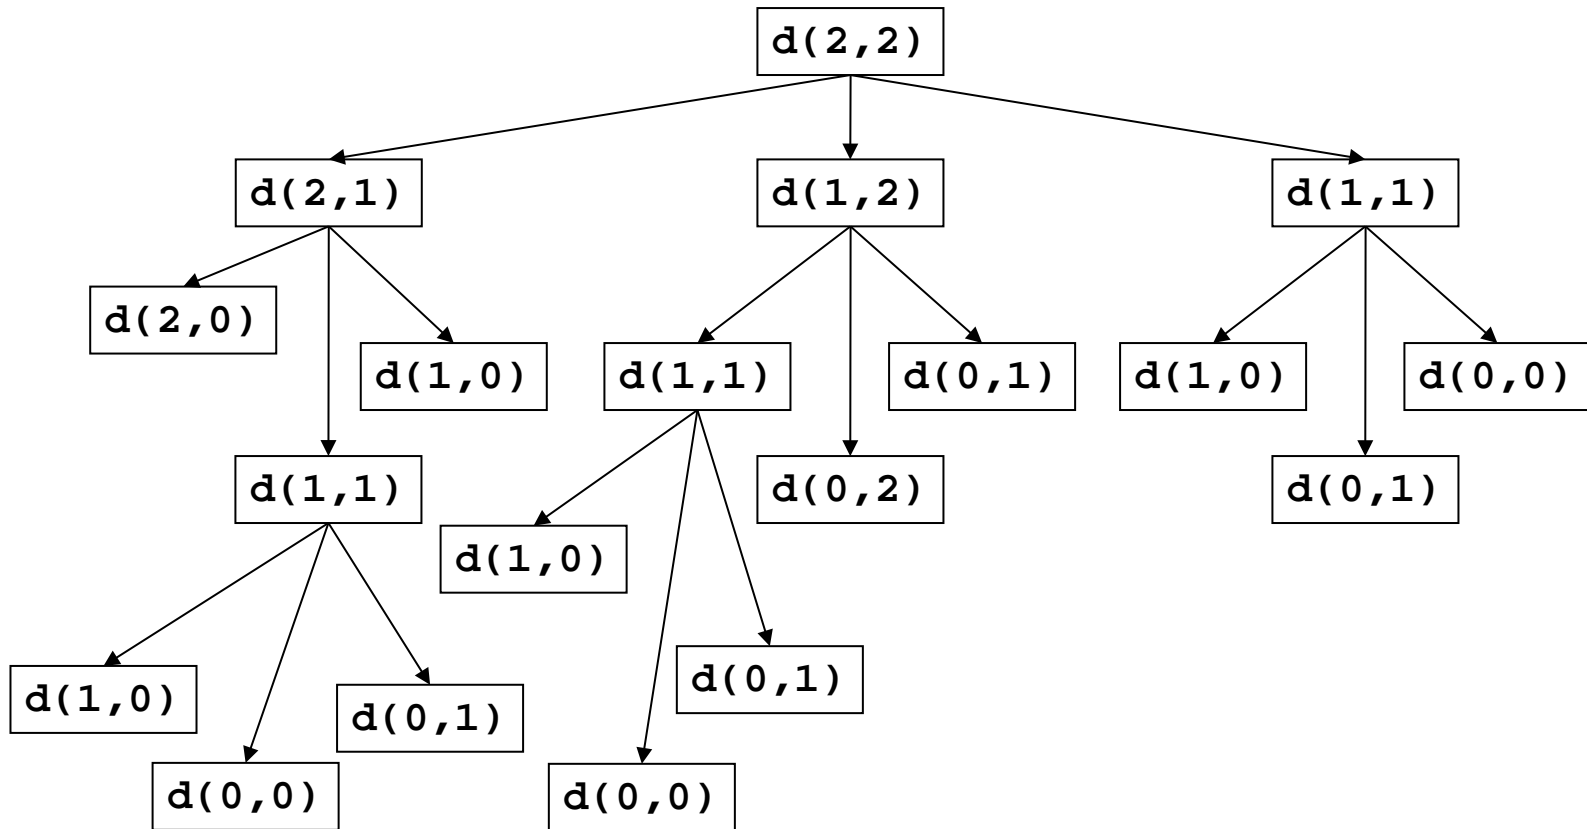 d(2,2)
d(2,1)
d(1,2)
d(1,1)
d(2,0)
d(1,0)
d(1,1)
d(0,1)
d(1,0)
d(0,0)
d(1,1)
d(0,2)
d(0,1)
d(1,0)
d(0,1)
d(1,0)
d(0,1)
d(0,0)
d(0,0)